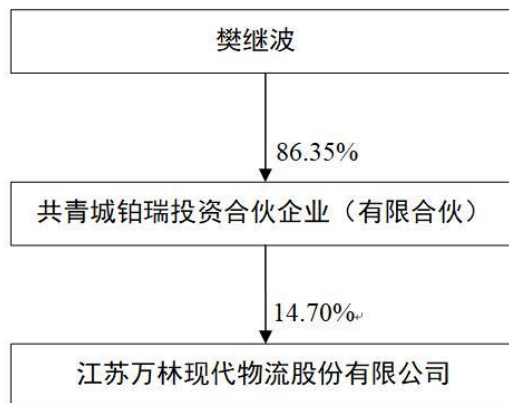 樊继波
86.35%
共青城铂瑞投资合伙企业（有限合伙）
14.70%
江苏万林现代物流股份有限公司